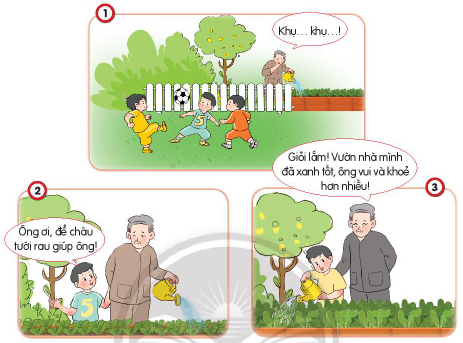 1
Khụ... khụ...!
5
2
Ông ơi, để cháu
tưới rau giúp ông!
5
3
Giỏi lắm! Vườn nhà mình
đã xanh tốt, ông vui và khoẻ
hơn nhiều!